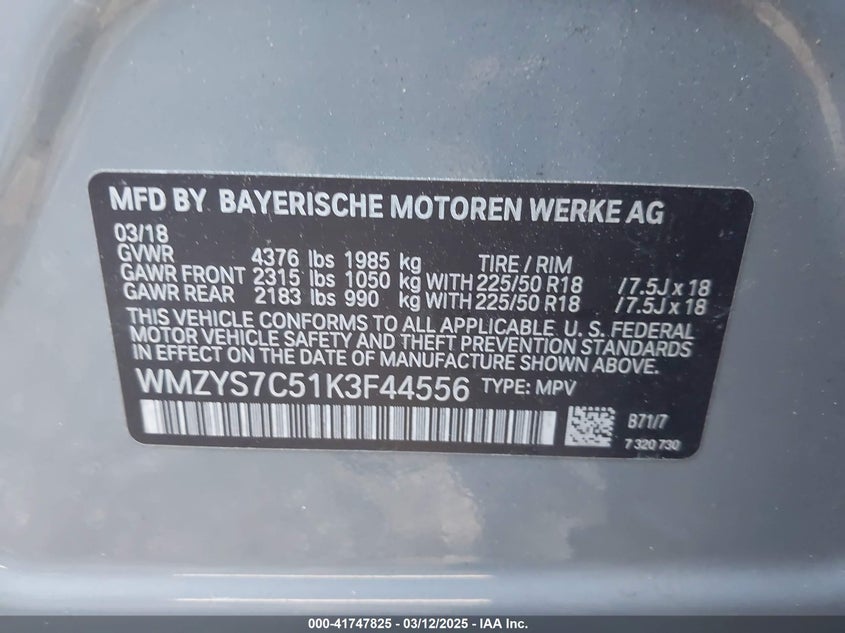 MFD BY BAYERISCHE MOTOREN WERKE AG
03/18
GVWR 4376 lbs 1985 kg TIRE / RIM
GAWR FRONT 2315 lbs 1050 kg WITH 225/50 R18 /7.5J x 18
GAWR REAR 2183 lbs 990 kg WITH 225/50 R18 /7.5J x 18
THIS VEHICLE CONFORMS TO ALL APPLICABLE U. S. FEDERAL
MOTOR VEHICLE SAFETY AND THEFT PREVENTION STANDARDS
IN EFFECT ON THE DATE OF MANUFACTURE SHOWN ABOVE.
WMZYS7C51K3F44556 TYPE: MPV
B71/7
7 320 730
000-41747825 - 03/12/2025 - IAA Inc.